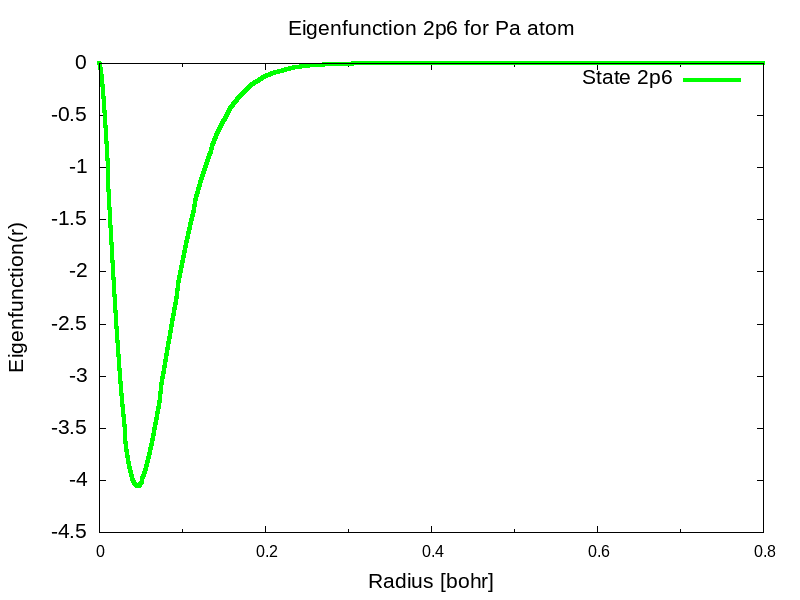 Eigenfunction 2p6 for Pa atom
State 2p6
0
-0.5
-1
-1.5
-2
-2.5
-3
-3.5
-4
-4.5
Eigenfunction(r)
0 0.2 0.4 0.6 0.8
Radius [bohr]